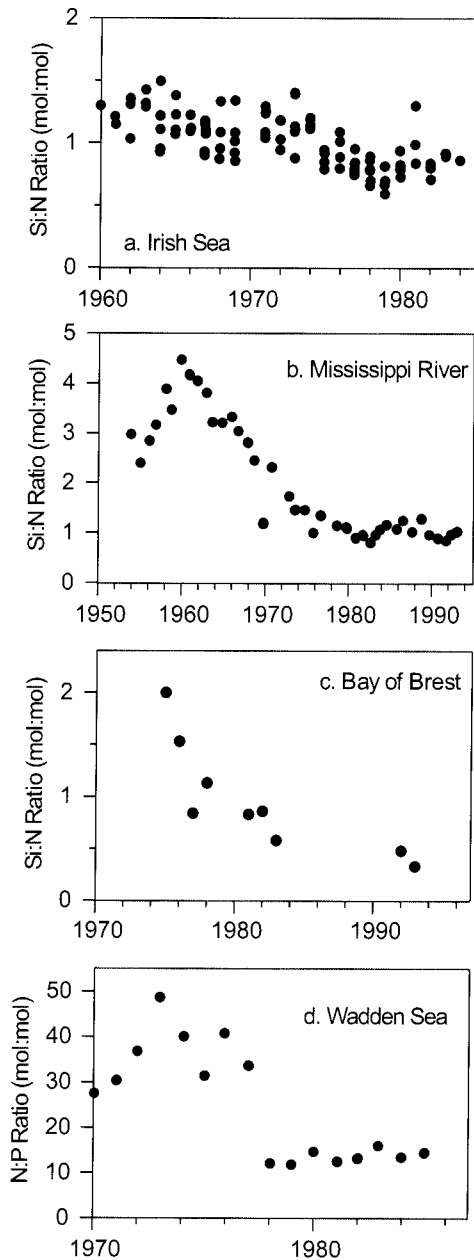 Si:N Ratio (mol:mol)
2
1
0
a. Irish Sea
1960 1970 1980
Si:N Ratio (mol:mol)
5
4
3
2
1
0
b. Mississippi River
1950 1960 1970 1980 1990
Si:N Ratio (mol:mol)
2
1
0
c. Bay of Brest
1970 1980 1990
N:P Ratio (mol:mol)
50
40
30
20
10
0
d. Wadden Sea
1970 1980